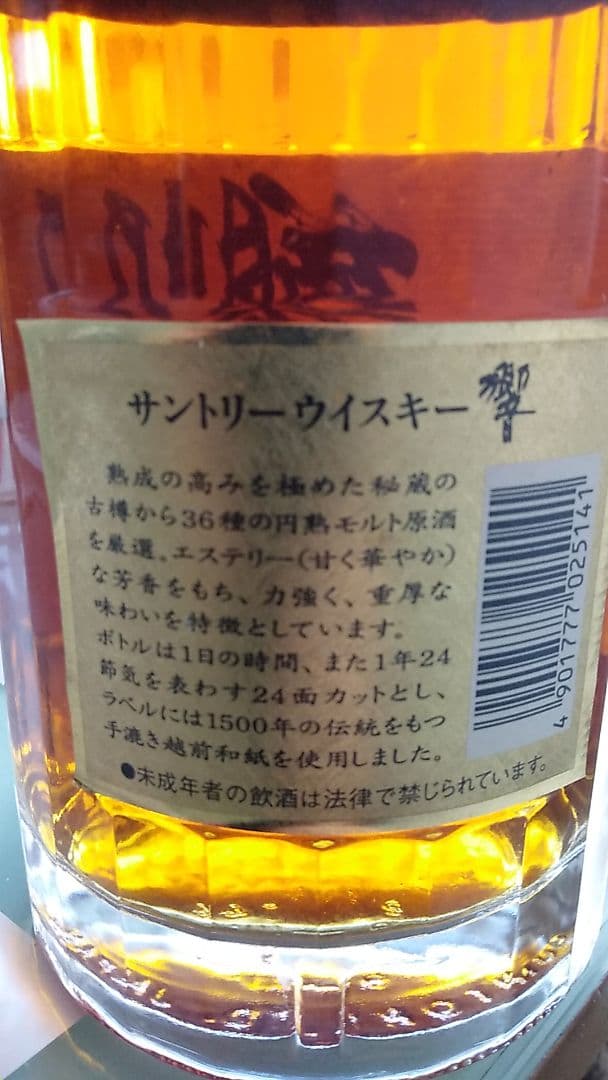 サントリーウイスキー響
熟成の高みを極めた秘蔵の
古樽から36種の円熟モルト原酒
を厳選。エステリー(甘く華やか)
な芳香をもち、力強く、重厚な
味わいを特徴としています。
ボトルは1日の時間、また1年24
節気を表わす24面カットとし、
ラベルには1500年の伝統をもつ
手漉き越前和紙を使用しました。
●未成年者の飲酒は法律で禁じられています。
4 901777 025141